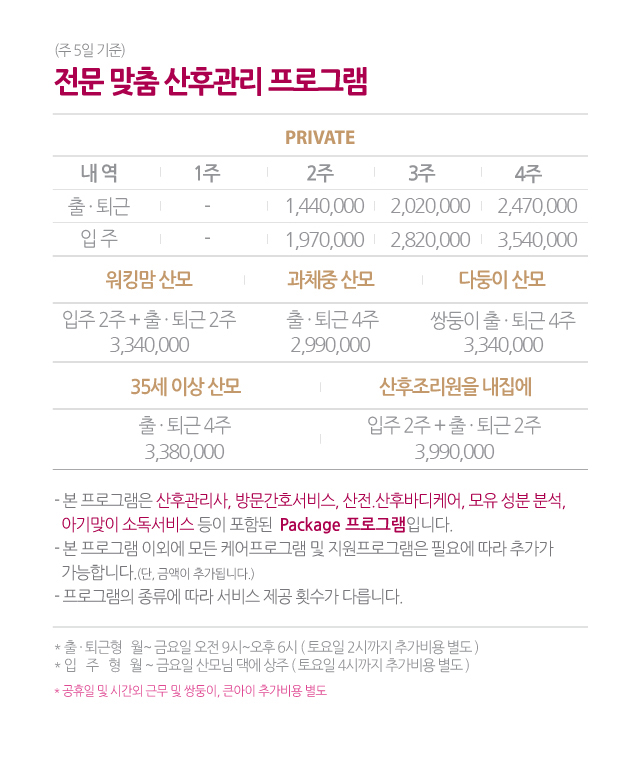 (주 5일 기준)
전문 맞춤 산후관리 프로그램
PRIVATE
내 역 1주 2주 3주 4주
출·퇴근 - 1,440,000 2,020,000 2,470,000
입 주 - 1,970,000 2,820,000 3,540,000
워킹맘 산모 과체중 산모 다둥이 산모
입주 2주 + 출·퇴근 2주 출·퇴근 4주 쌍둥이 출·퇴근 4주
3,340,000 2,990,000 3,340,000
35세 이상 산모 산후조리원을 내집에
출·퇴근 4주 입주 2주 + 출·퇴근 2주
3,380,000 3,990,000
- 본 프로그램은 산후관리사, 방문간호서비스, 산전.산후바디케어, 모유 성분 분석,
아기맞이 소독서비스 등이 포함된 Package 프로그램입니다.
- 본 프로그램 이외에 모든 케어프로그램 및 지원프로그램은 필요에 따라 추가가
가능합니다.(단, 금액이 추가됩니다.)
- 프로그램의 종류에 따라 서비스 제공 횟수가 다릅니다.
* 출·퇴근형 월~ 금요일 오전 9시~오후 6시 ( 토요일 2시까지 추가비용 별도 )
* 입 주 형 월 ~ 금요일 산모님 댁에 상주 ( 토요일 4시까지 추가비용 별도 )
* 공휴일 및 시간외 근무 및 쌍둥이, 큰아이 추가비용 별도